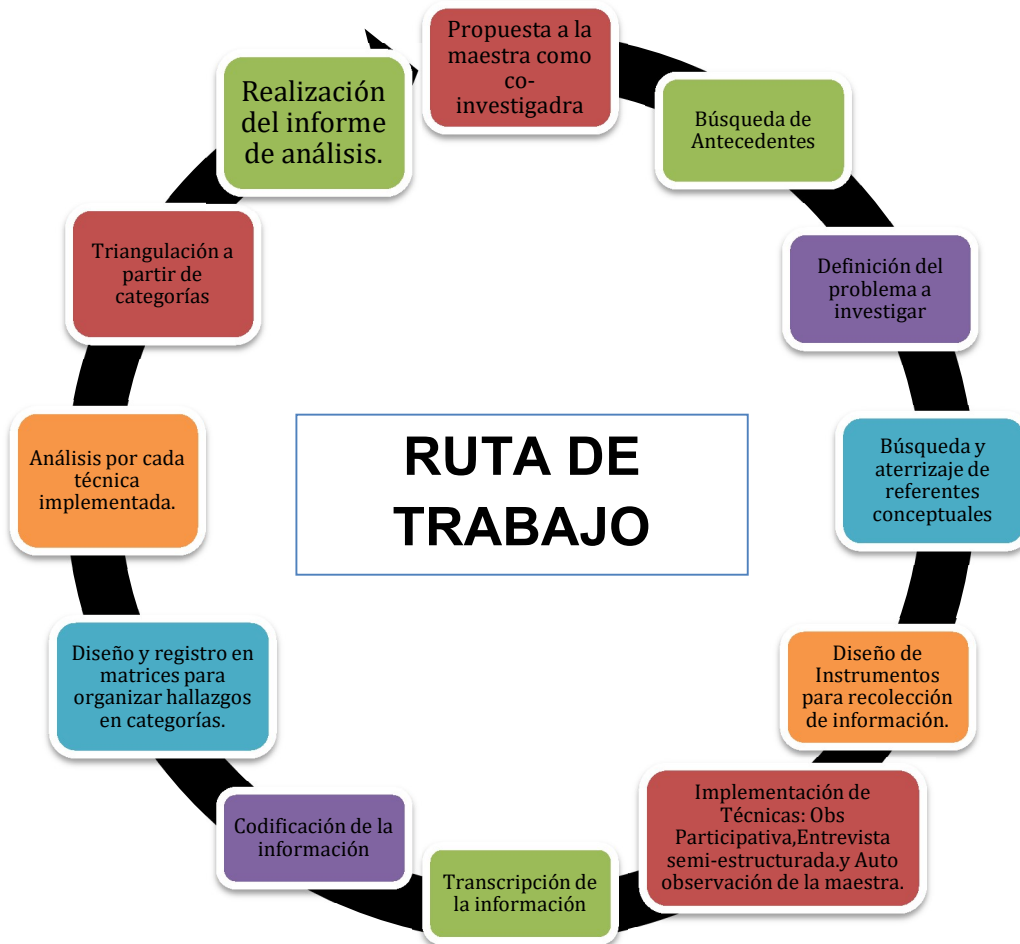 Propuesta a la
maestra como
co-
investigadra
Búsqueda de
Antecedentes
Definición del
problema a
investigar
Búsqueda y
aterrizaje de
referentes
conceptuales
Diseño de
Instrumentos
para recolección
de información.
Implementación de
Técnicas: Obs
Participativa,Entrevista
semi-estructurada.y Auto
observación de la maestra.
Transcripción de
la información
Codificación de la
información
Diseño y registro en
matrices para
organizar hallazgos
en categorías.
Análisis por cada
técnica
implementada.
Triangulación a
partir de
categorías
Realización
del informe
de análisis.
RUTA DE
TRABAJO